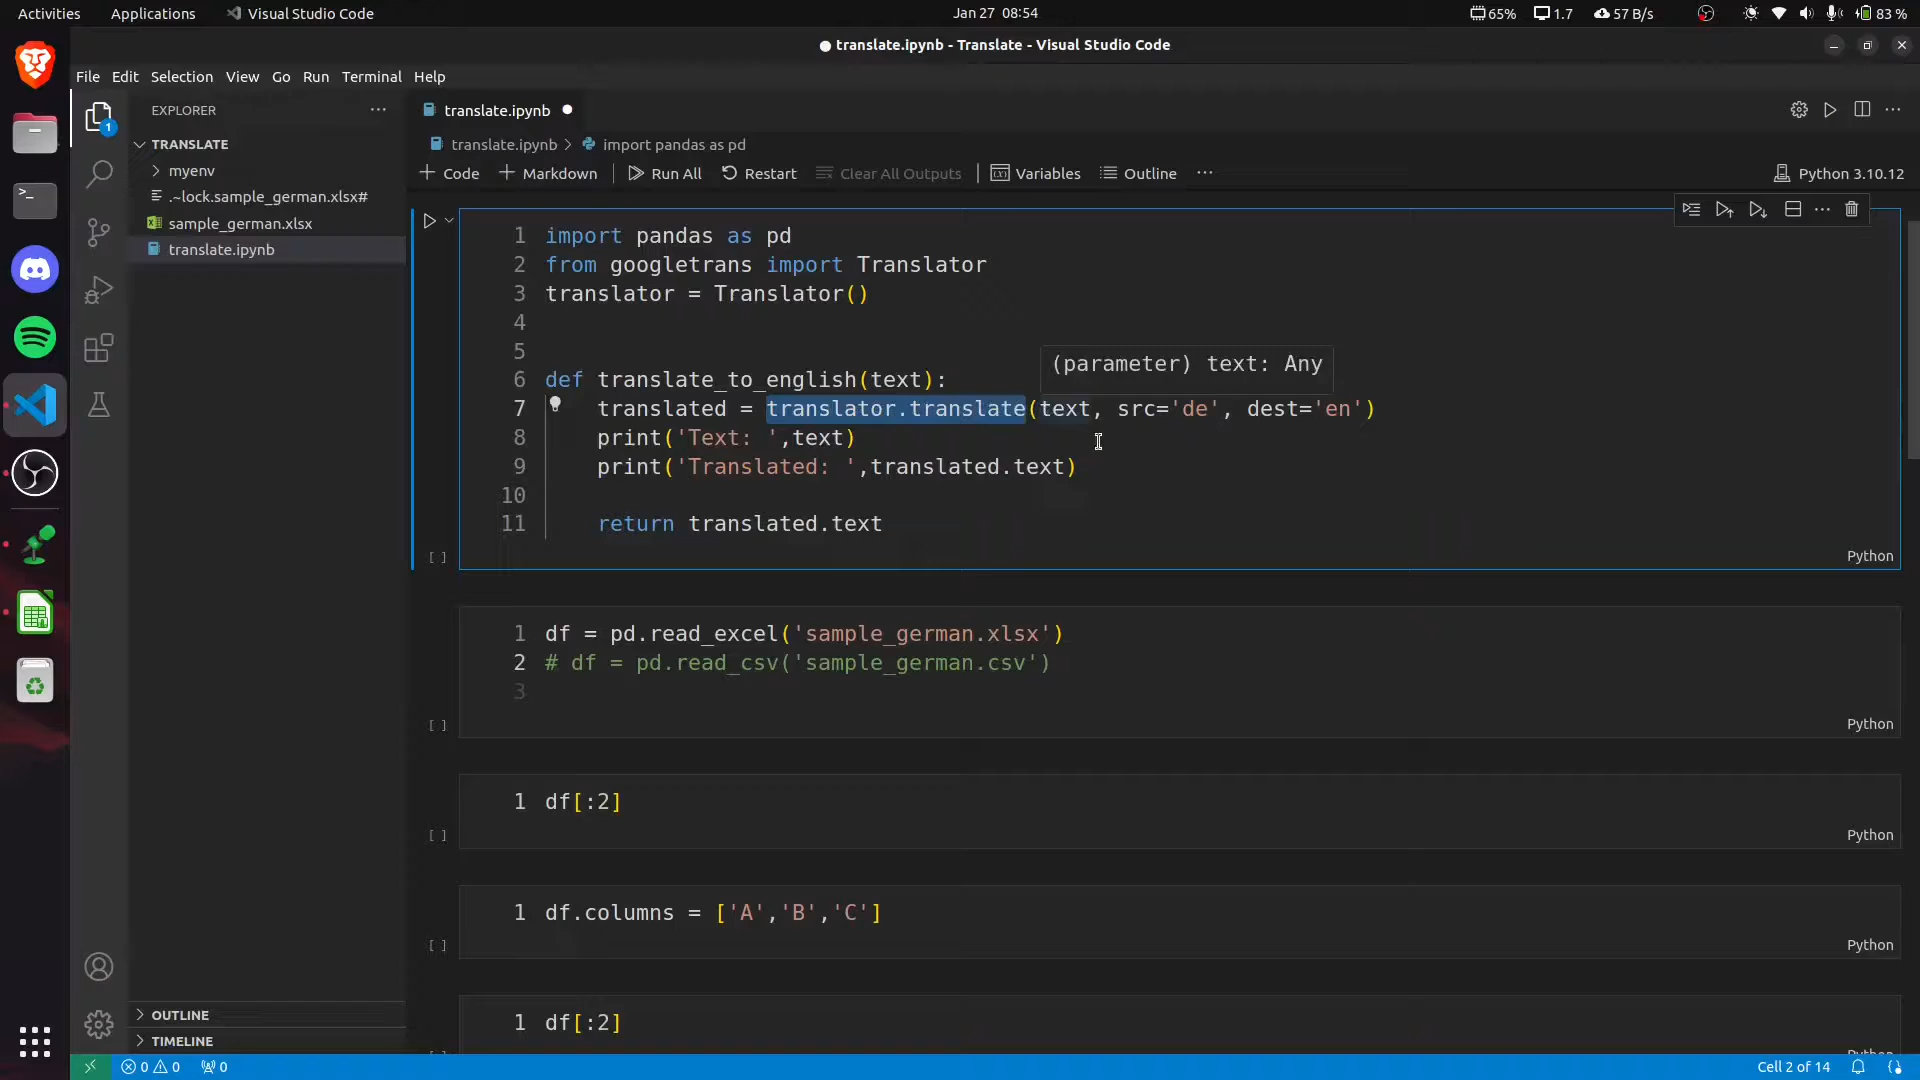 Activities
Applications
Visual Studio Code
Jan 27 08:54
65%
1.7
57 B/s
83 %
translate.ipynb - Translate - Visual Studio Code
File Edit Selection View Go Run Terminal Help
EXPLORER
TRANSLATE
myenv
.~lock.sample_german.xlsx#
sample_german.xlsx
translate.ipynb
OUTLINE
TIMELINE
translate.ipynb
translate.ipynb > import pandas as pd
+ Code + Markdown Run All Restart Clear All Outputs Variables Outline ...
Python 3.10.12
1 import pandas as pd
2 from googletrans import Translator
3 translator = Translator()
4
5
(parameter) text: Any
6 def translate_to_english(text):
7 translated = translator.translate(text, src='de', dest='en')
8 print('Text: ',text)
9 print('Translated: ',translated.text)
10
11 return translated.text
[ ]
Python
1 df = pd.read_excel('sample_german.xlsx')
2 # df = pd.read_csv('sample_german.csv')
3
[ ]
Python
1 df[:2]
[ ]
Python
1 df.columns = ['A','B','C']
[ ]
Python
1 df[:2]
0 0 0
Cell 2 of 14